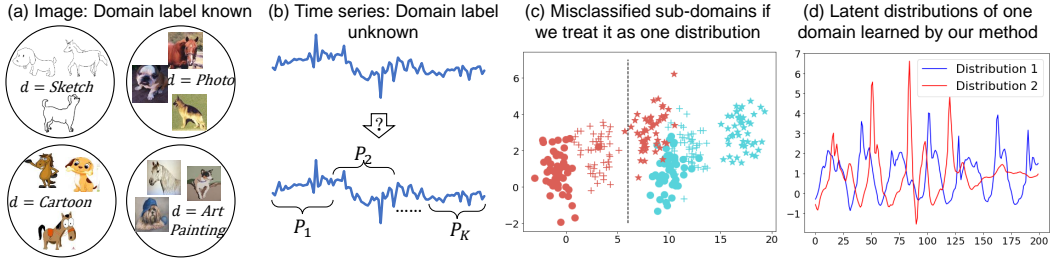 (a) Image: Domain label known
d = Sketch
d = Photo
d = Cartoon
d = Art
Painting
(b) Time series: Domain label
unknown
?
P₂
P₁
......
P_K
(c) Misclassified sub-domains if
we treat it as one distribution
6
4
2
0
−2
0
5
10
15
20
(d) Latent distributions of one
domain learned by our method
7
6
5
4
3
2
1
0
−1
0
25
50
75
100
125
150
175
200
Distribution 1
Distribution 2